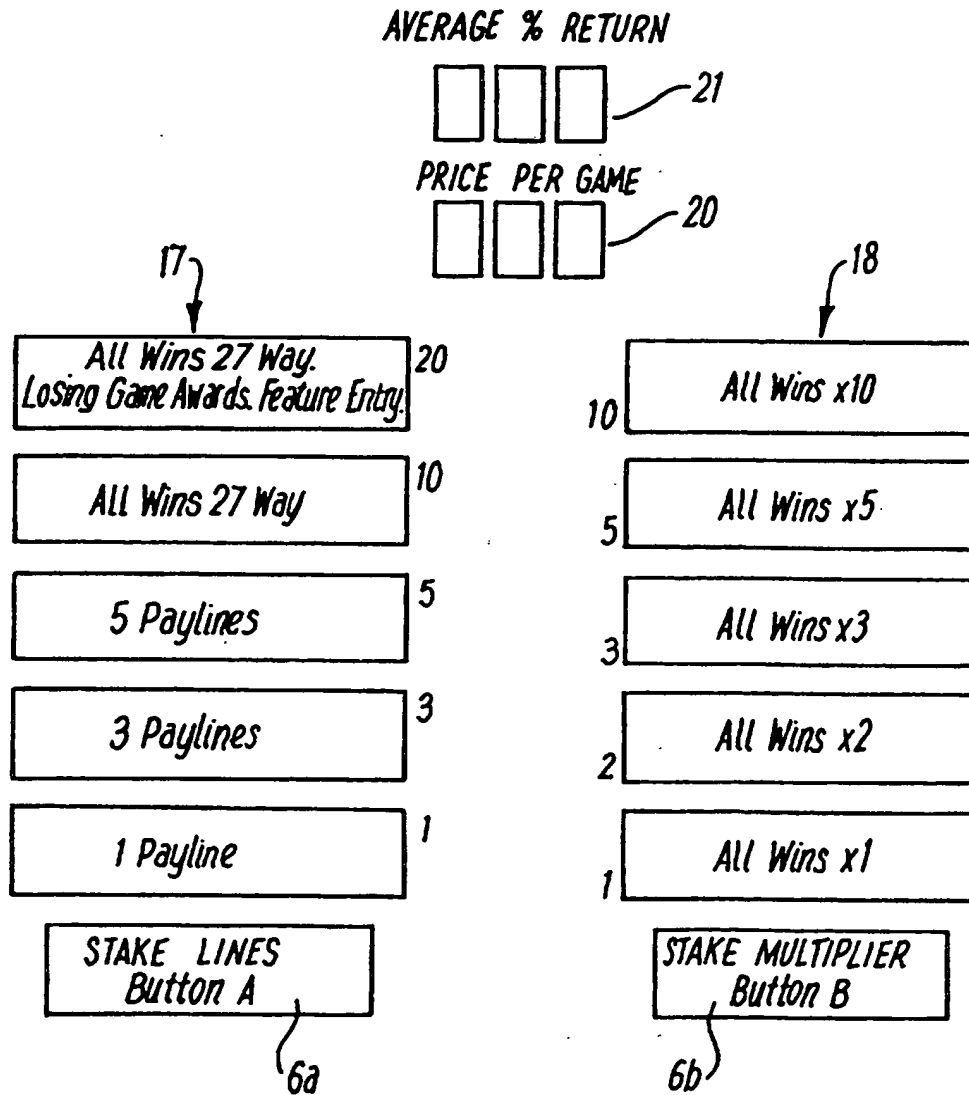 AVERAGE % RETURN
21
PRICE PER GAME
20
17
18
All Wins 27 Way.
Losing Game Awards. Feature Entry.
20
All Wins x10
10
All Wins 27 Way
10
All Wins x5
5
5 Paylines
5
All Wins x3
3
3 Paylines
3
All Wins x2
2
1 Payline
1
All Wins x1
1
STAKE LINES
Button A
STAKE MULTIPLIER
Button B
6a
6b